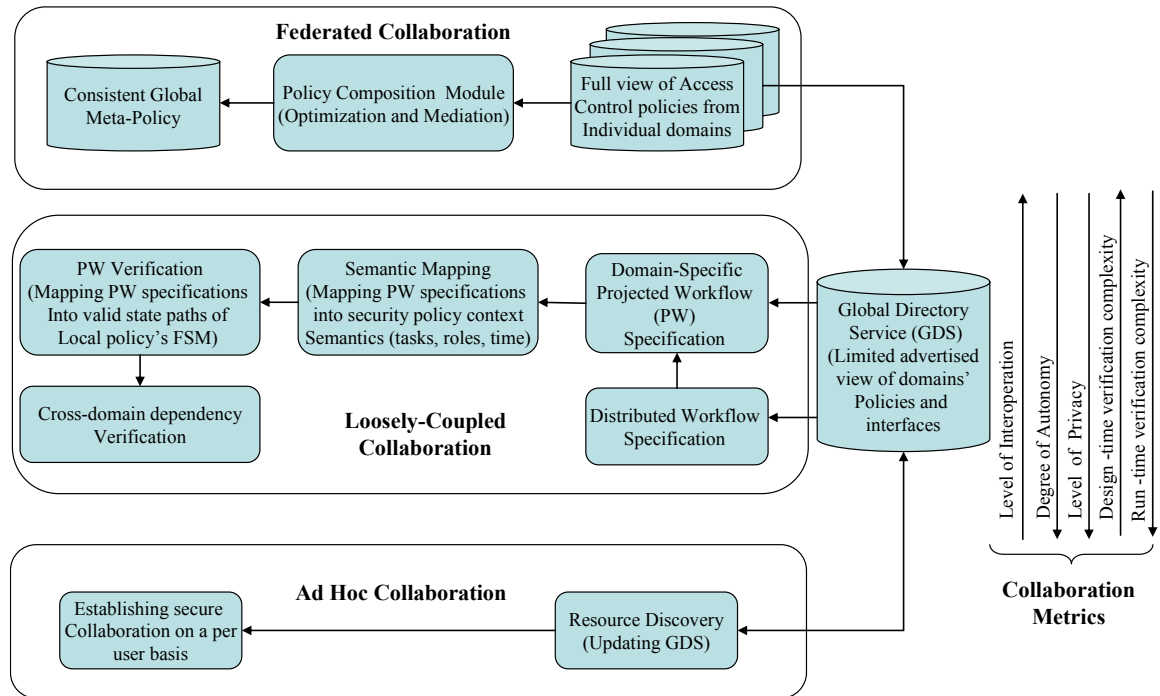 Federated Collaboration
Consistent Global
Meta-Policy
Policy Composition Module
(Optimization and Mediation)
Full view of Access
Control policies from
Individual domains
PW Verification
(Mapping PW specifications
Into valid state paths of
Local policy's FSM)
Semantic Mapping
(Mapping PW specifications
into security policy context
Semantics (tasks, roles, time)
Domain-Specific
Projected Workflow
(PW)
Specification
Cross-domain dependency
Verification
Loosely-Coupled
Collaboration
Distributed Workflow
Specification
Global Directory
Service (GDS)
(Limited advertised
view of domains'
Policies and
interfaces
Level of Interoperation
Degree of Autonomy
Level of Privacy
Design -time verification complexity
Run -time verification complexity
Collaboration
Metrics
Ad Hoc Collaboration
Establishing secure
Collaboration on a per
user basis
Resource Discovery
(Updating GDS)